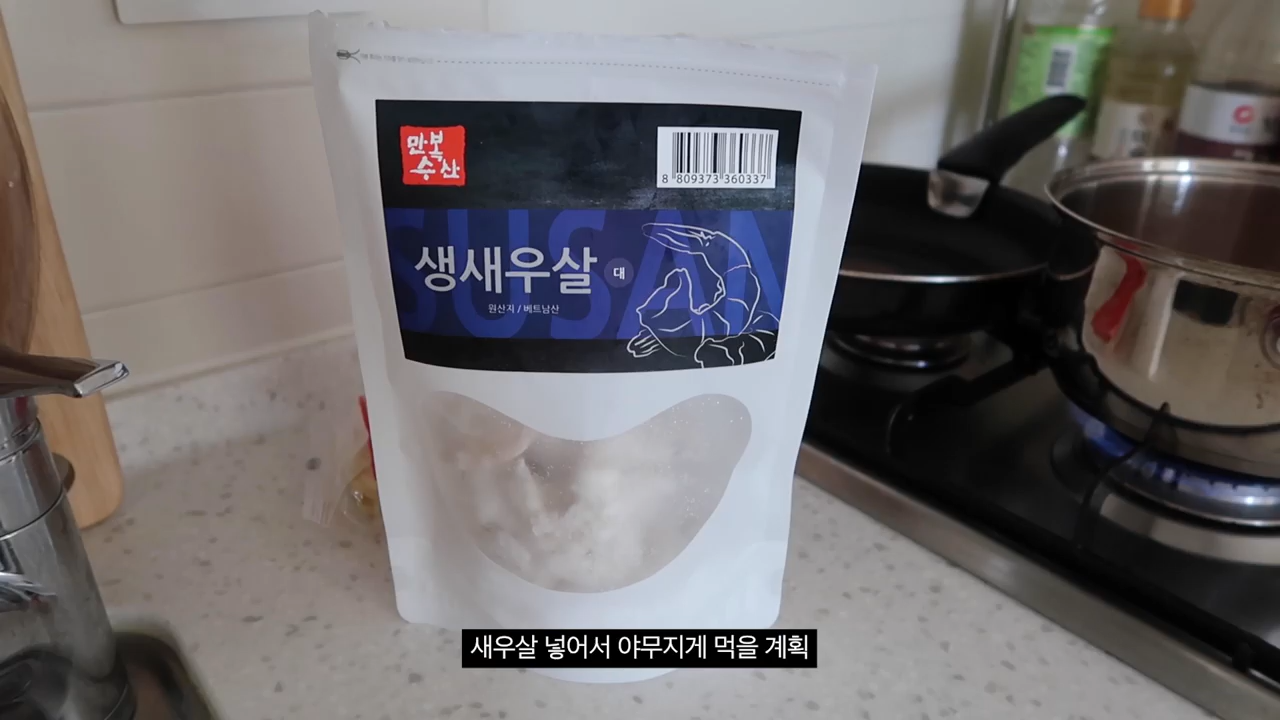 만복
수산
8 809373 360337
SUSAN
생새우살 대
원산지 / 베트남산
새우살 넣어서 야무지게 먹을 계획